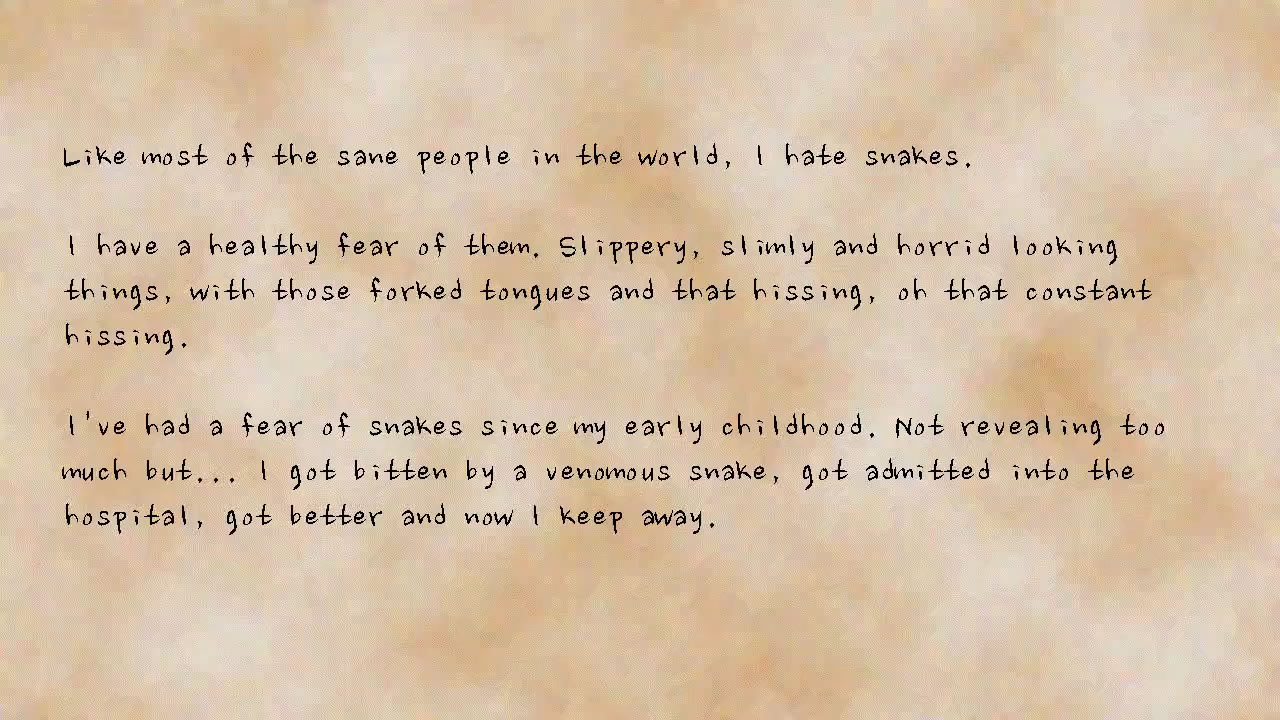 Like most of the sane people in the world, I hate snakes.
I have a healthy fear of them. Slippery, slimly and horrid looking
things, with those forked tongues and that hissing, oh that constant
hissing.
I've had a fear of snakes since my early childhood. Not revealing too
much but... I got bitten by a venomous snake, got admitted into the
hospital, got better and now I keep away.